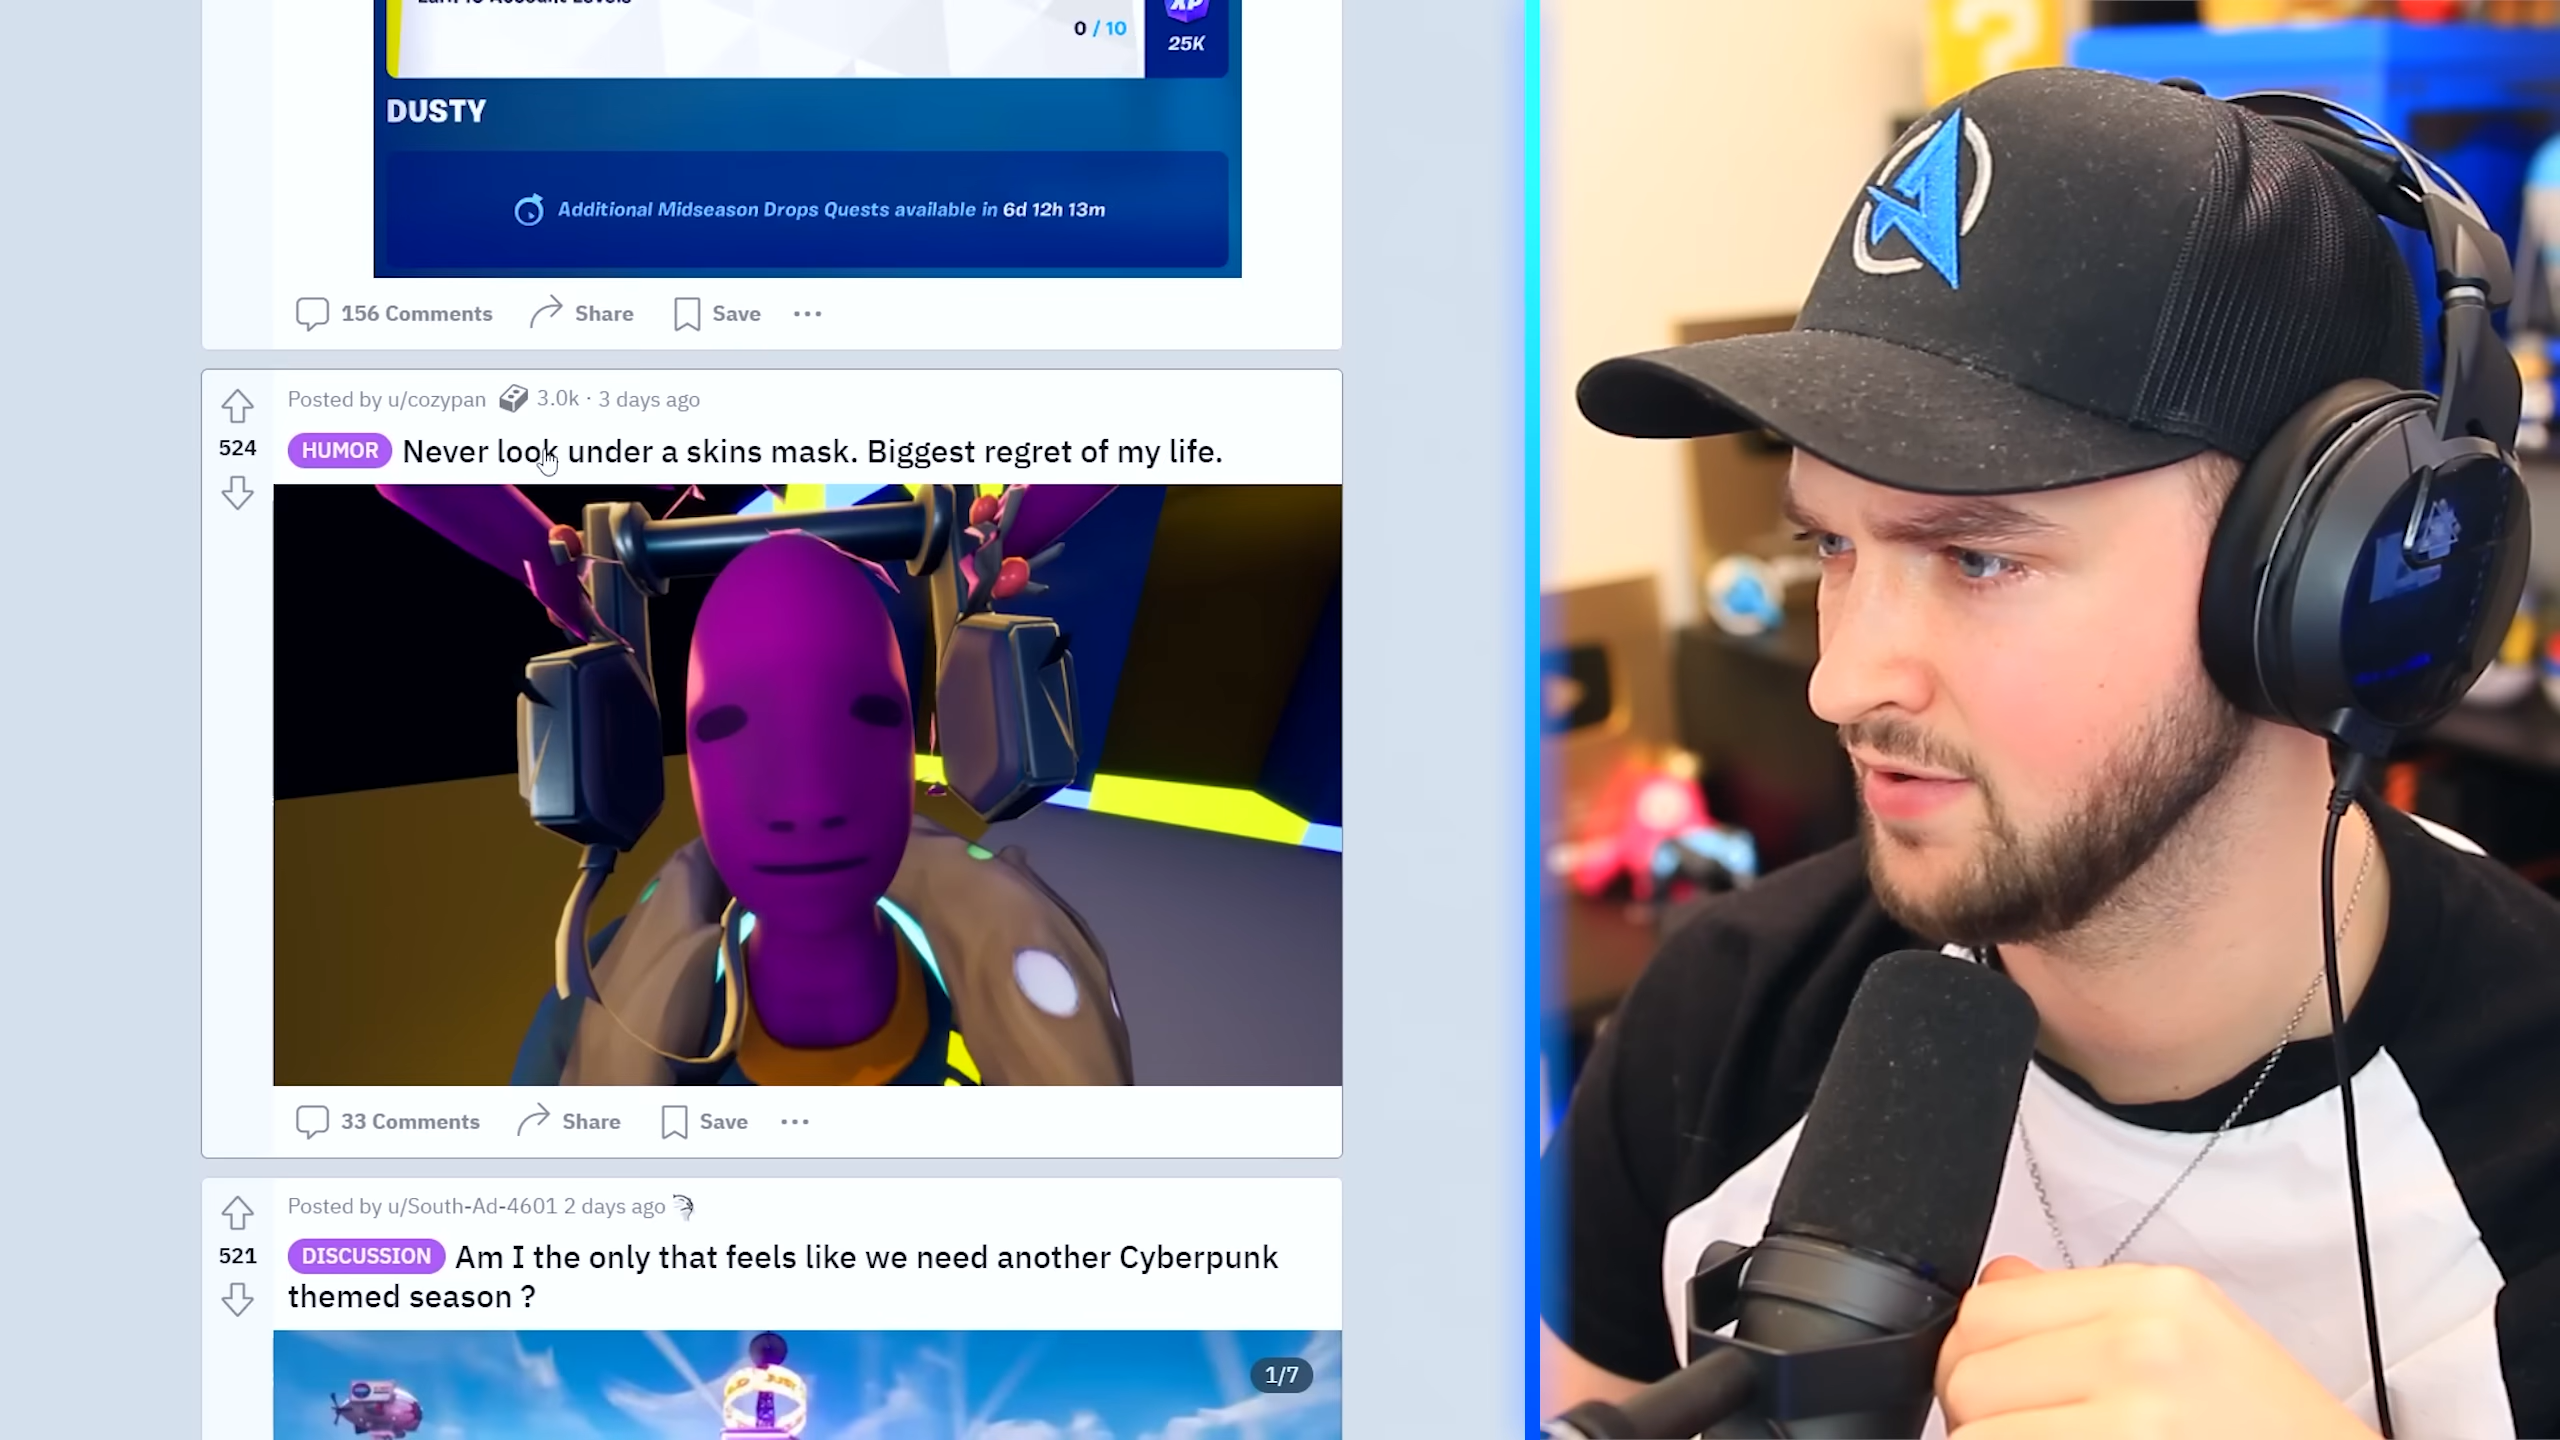 0 / 10
XP
25K
DUSTY
Additional Midseason Drops Quests available in 6d 12h 13m
156 Comments Share Save
Posted by u/cozypan 3.0k · 3 days ago
524
HUMOR Never look under a skins mask. Biggest regret of my life.
33 Comments Share Save
Posted by u/South-Ad-4601 2 days ago
521
DISCUSSION Am I the only that feels like we need another Cyberpunk
themed season ?
1/7